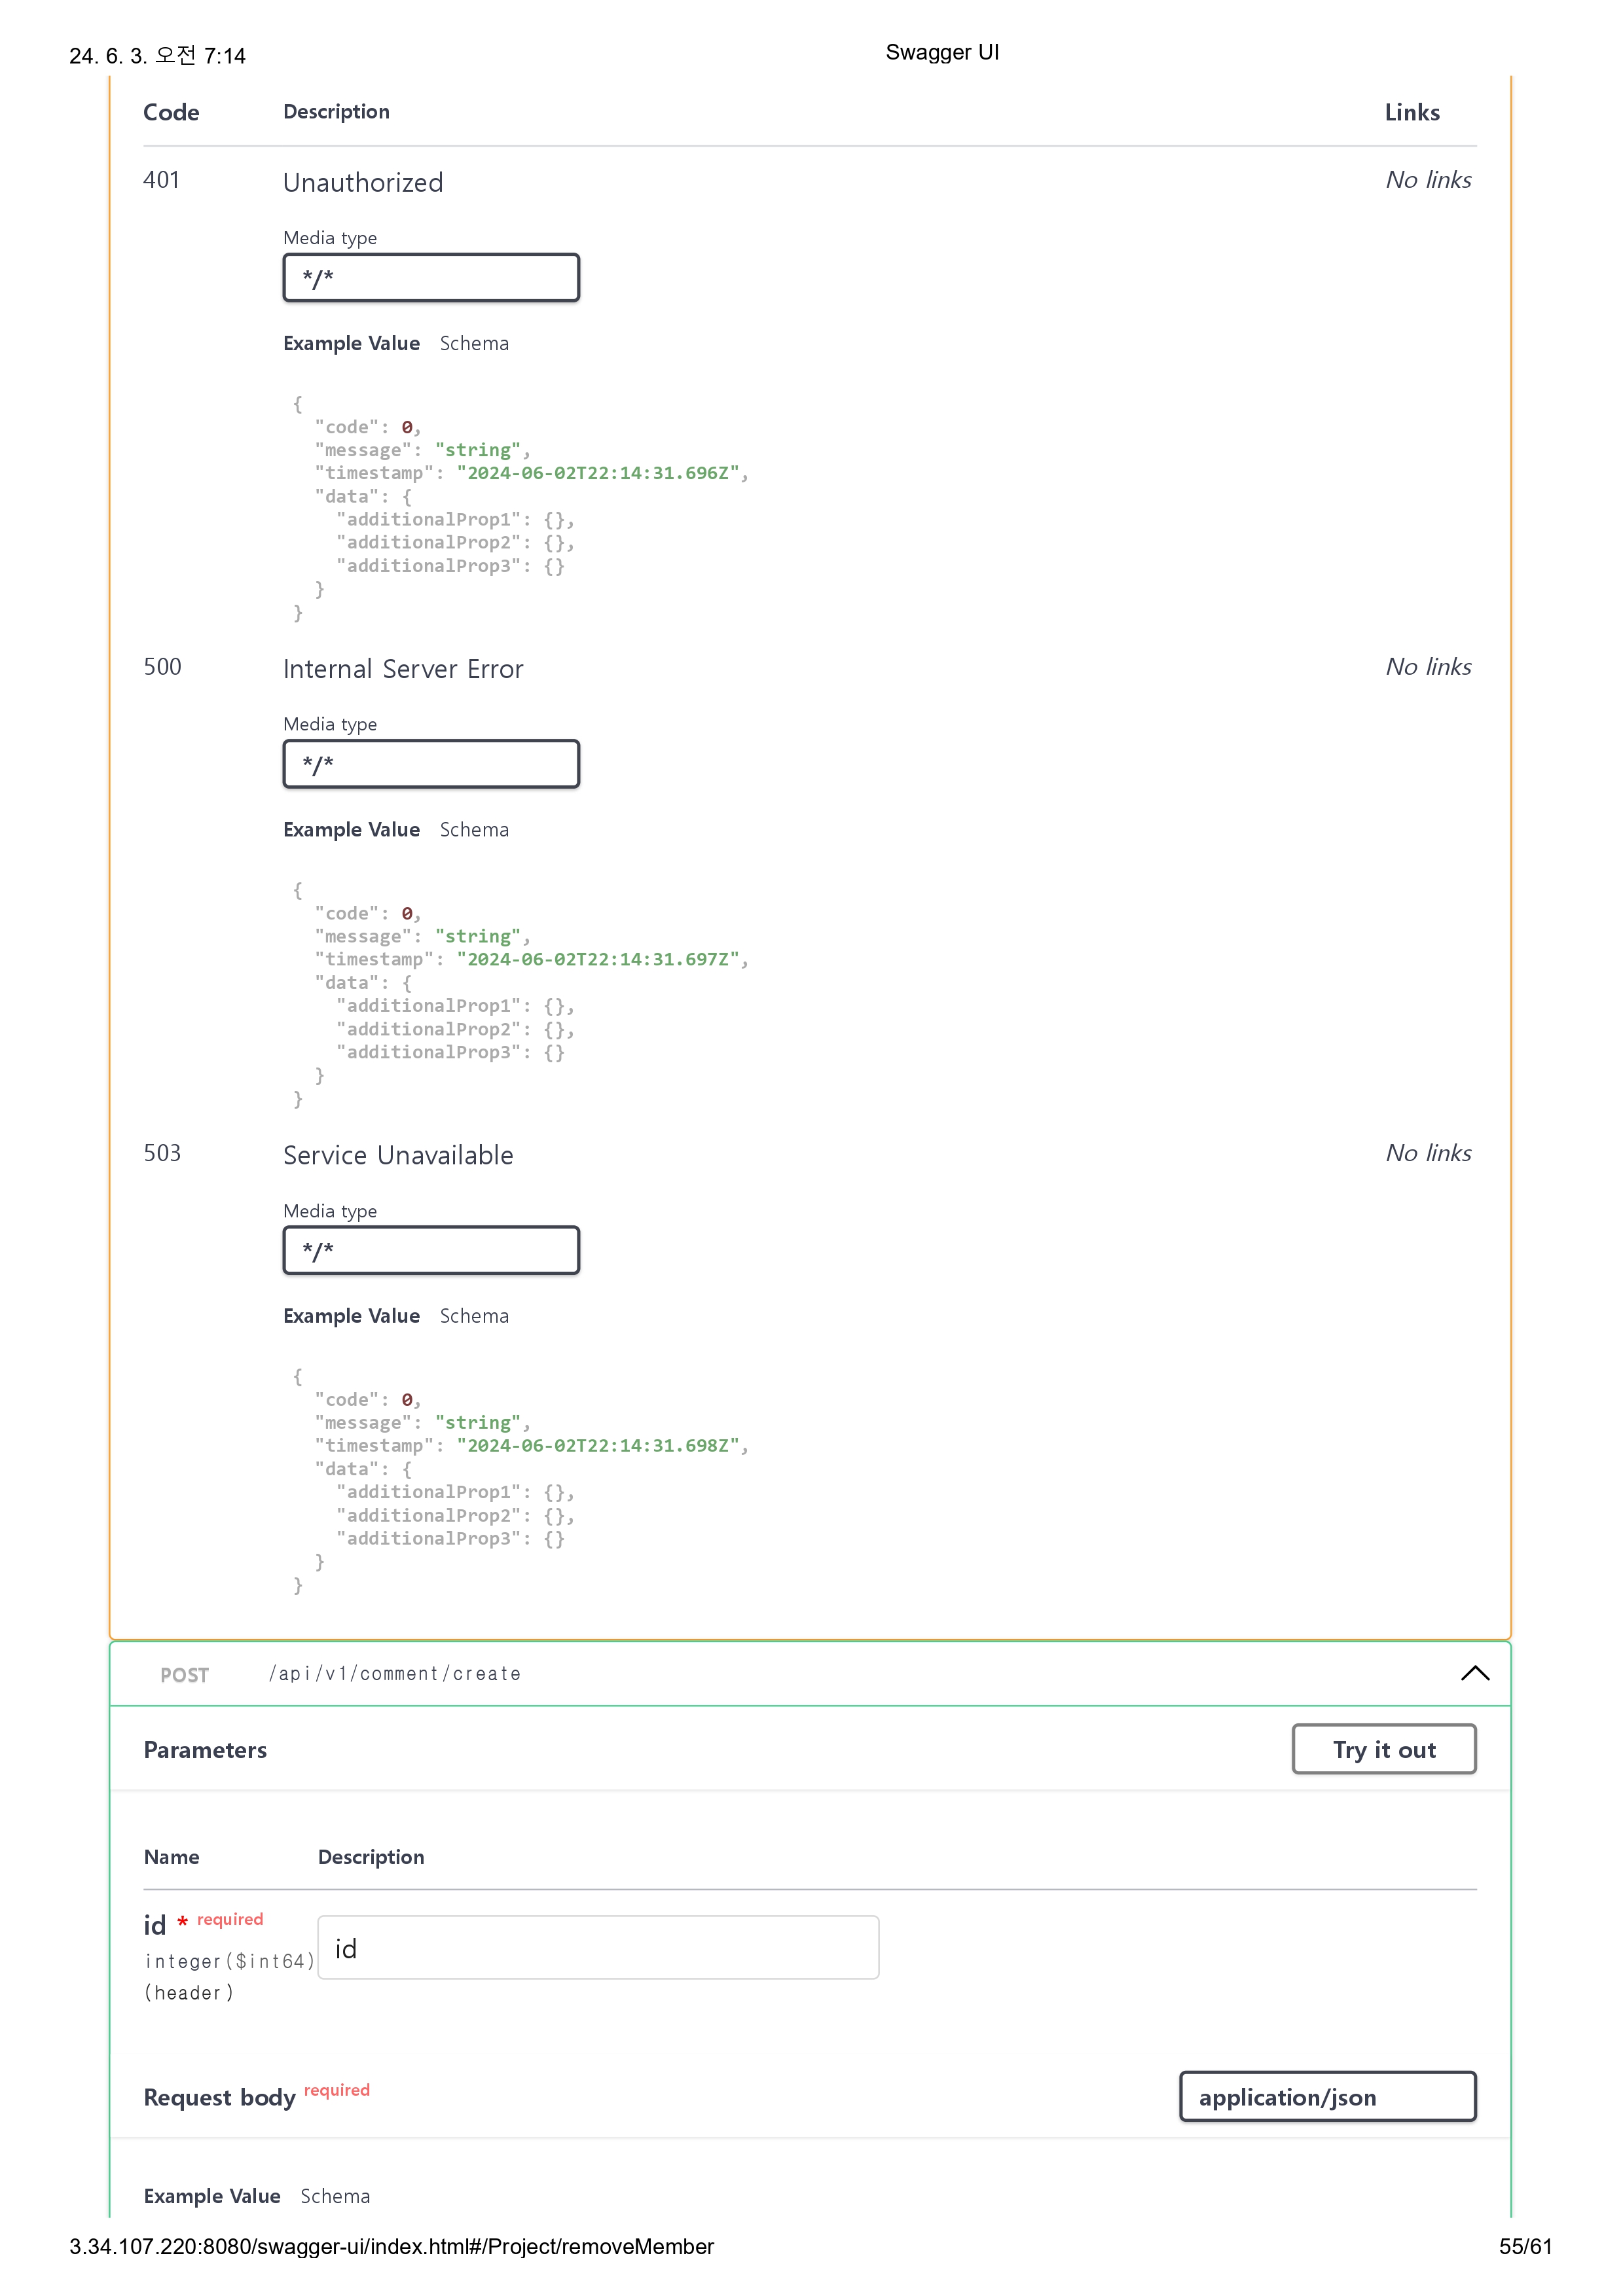 24. 6. 3. 오전 7:14 Swagger UI
Code Description Links
401 Unauthorized No links
Media type
*/*
Example Value Schema
{
  "code": 0,
  "message": "string",
  "timestamp": "2024-06-02T22:14:31.696Z",
  "data": {
    "additionalProp1": {},
    "additionalProp2": {},
    "additionalProp3": {}
  }
}
500 Internal Server Error No links
Media type
*/*
Example Value Schema
{
  "code": 0,
  "message": "string",
  "timestamp": "2024-06-02T22:14:31.697Z",
  "data": {
    "additionalProp1": {},
    "additionalProp2": {},
    "additionalProp3": {}
  }
}
503 Service Unavailable No links
Media type
*/*
Example Value Schema
{
  "code": 0,
  "message": "string",
  "timestamp": "2024-06-02T22:14:31.698Z",
  "data": {
    "additionalProp1": {},
    "additionalProp2": {},
    "additionalProp3": {}
  }
}
POST /api/v1/comment/create
Parameters Try it out
Name Description
id * required
id
integer($int64)
(header)
Request body required application/json
Example Value Schema
3.34.107.220:8080/swagger-ui/index.html#/Project/removeMember 55/61